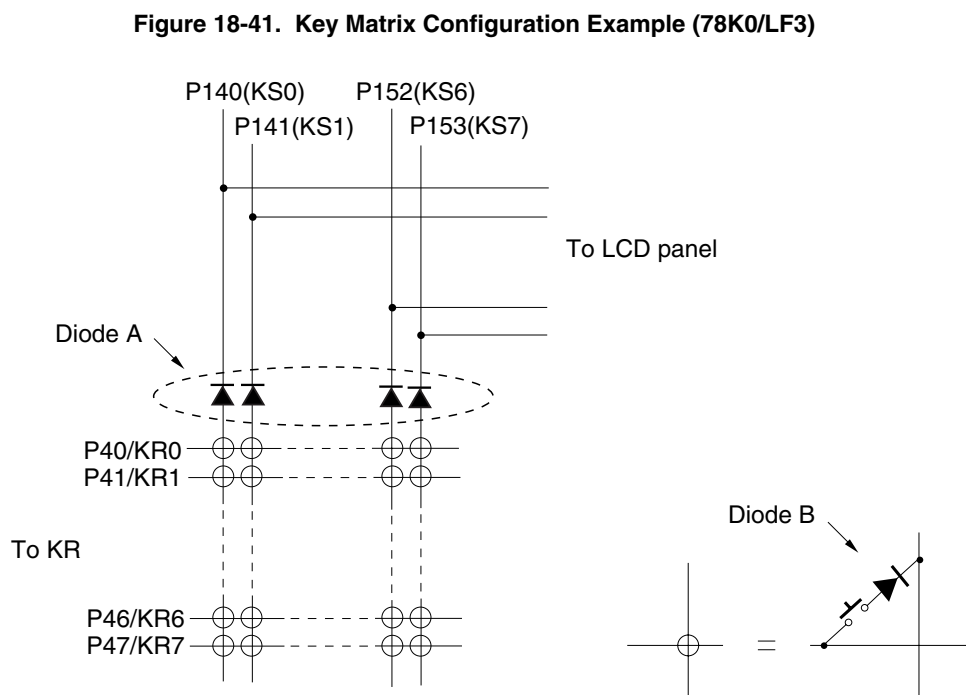 Figure 18-41. Key Matrix Configuration Example (78K0/LF3)
P140(KS0)
P152(KS6)
P141(KS1)
P153(KS7)
To LCD panel
Diode A
P40/KR0
P41/KR1
Diode B
To KR
P46/KR6
P47/KR7
=